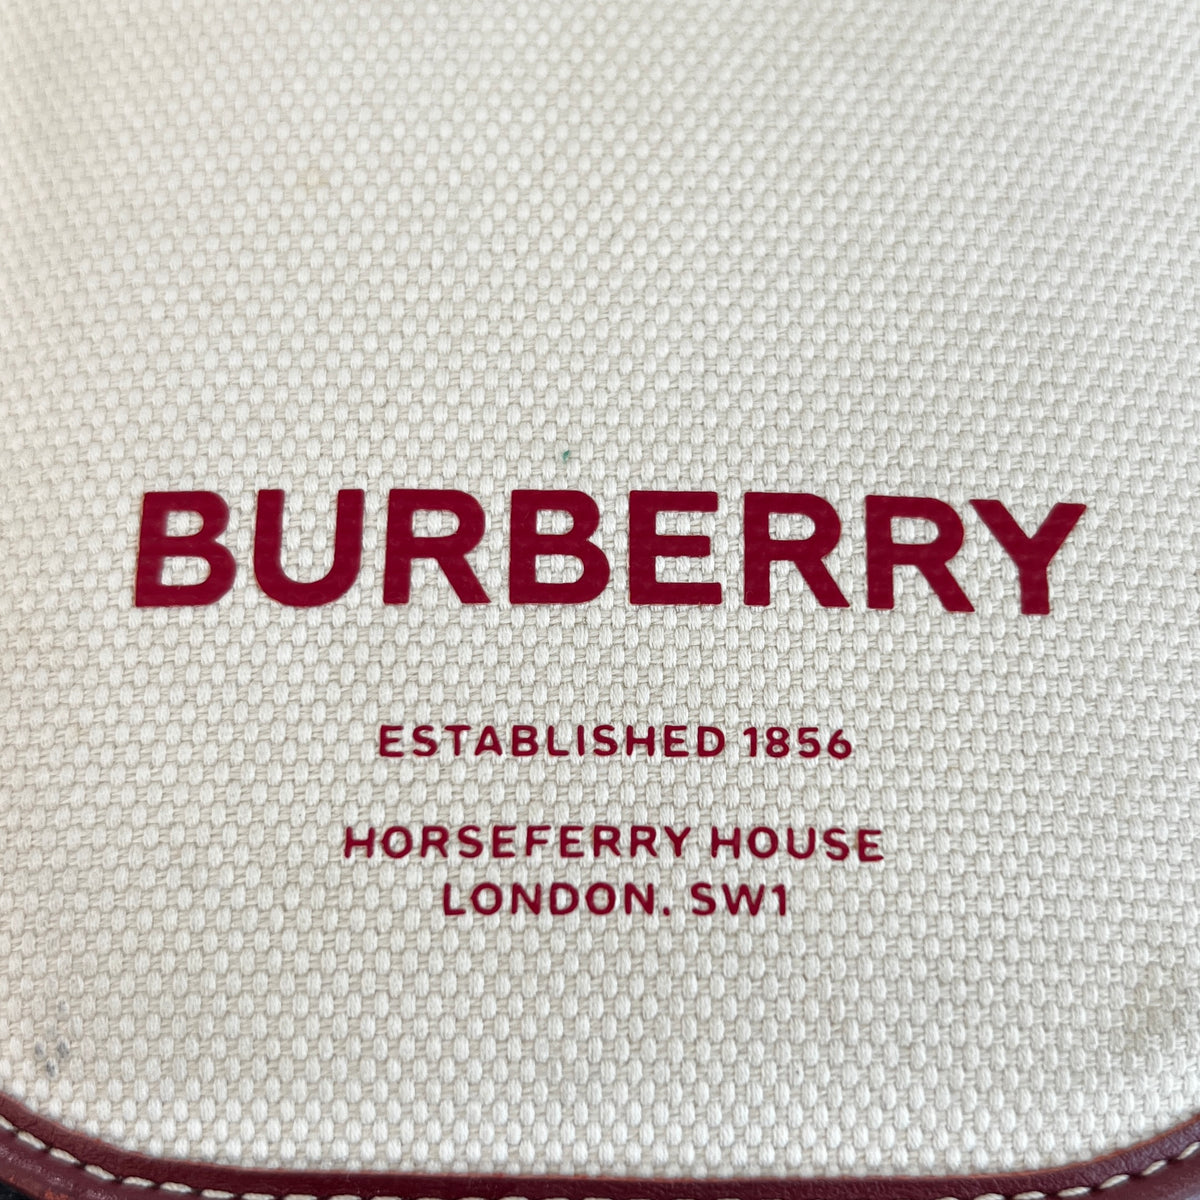 BURBERRY
ESTABLISHED 1856
HORSEFERRY HOUSE
LONDON. SW1